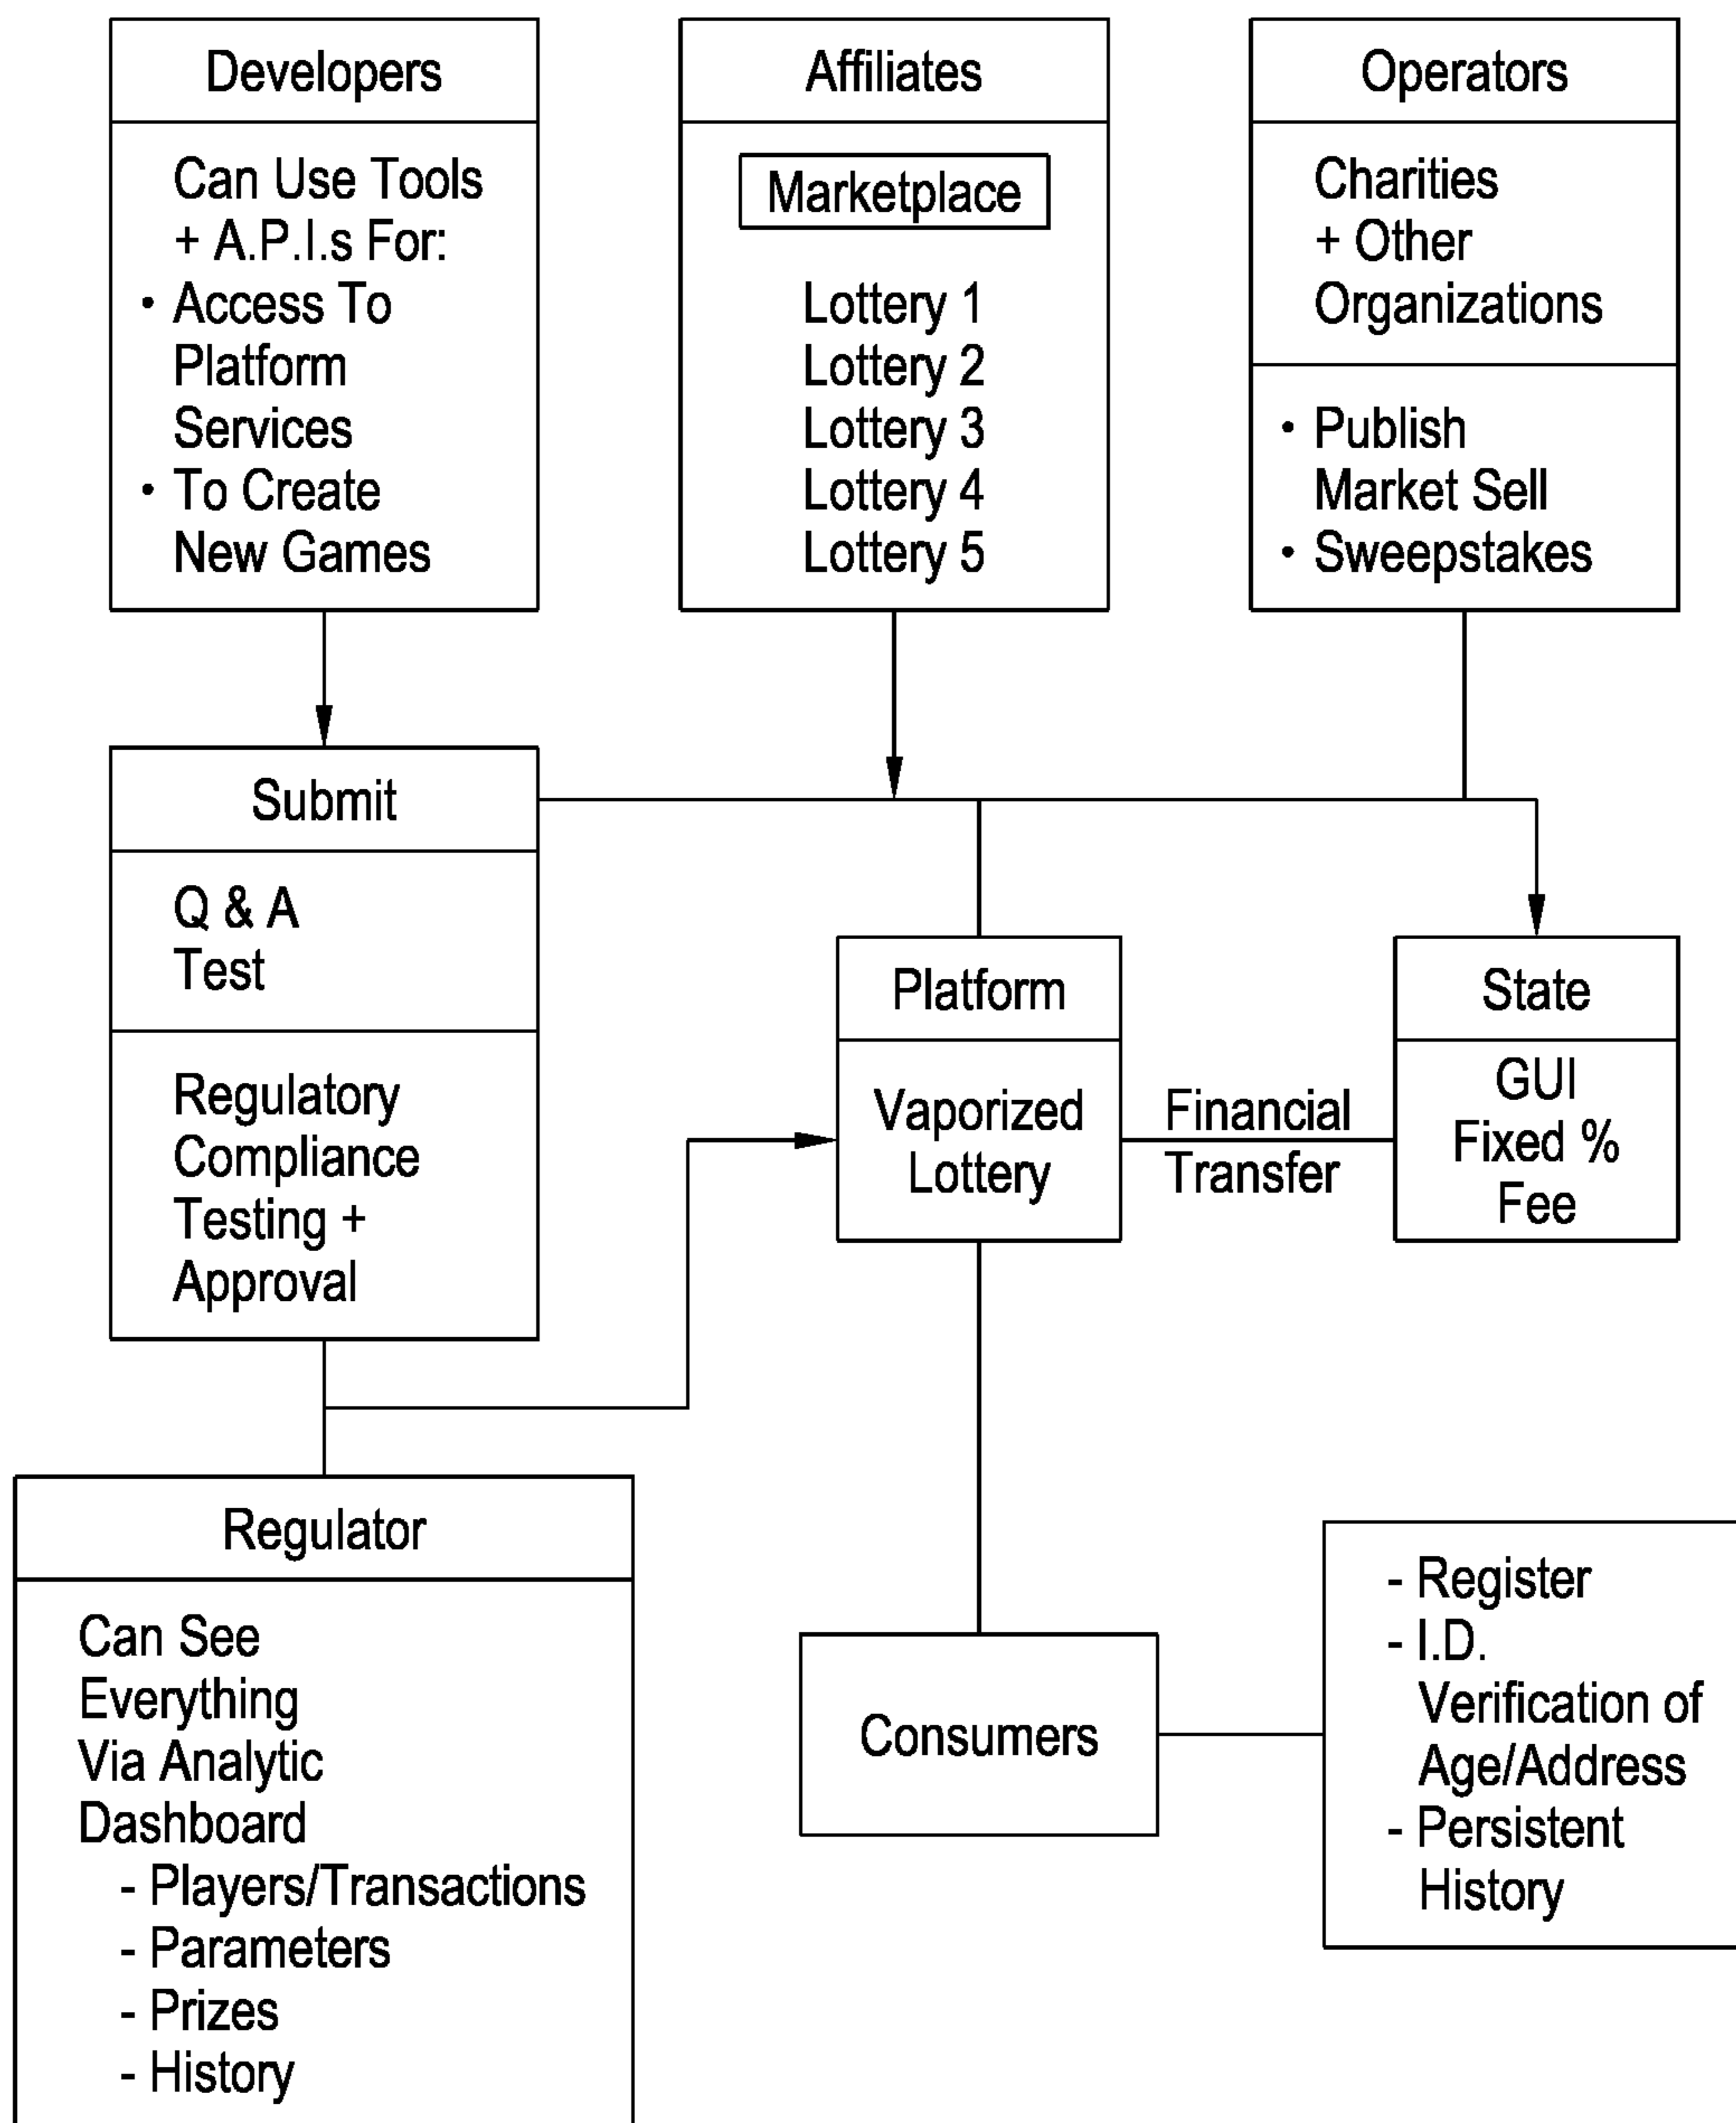 Developers
Can Use Tools
+ A.P.I.s For:
• Access To
Platform
Services
• To Create
New Games
Affiliates
Marketplace
Lottery 1
Lottery 2
Lottery 3
Lottery 4
Lottery 5
Operators
Charities
+ Other
Organizations
• Publish
Market Sell
• Sweepstakes
Submit
Q & A
Test
Regulatory
Compliance
Testing +
Approval
Platform
Vaporized
Lottery
Financial
Transfer
State
GUI
Fixed %
Fee
Regulator
Can See
Everything
Via Analytic
Dashboard
- Players/Transactions
- Parameters
- Prizes
- History
Consumers
- Register
- I.D.
Verification of
Age/Address
- Persistent
History